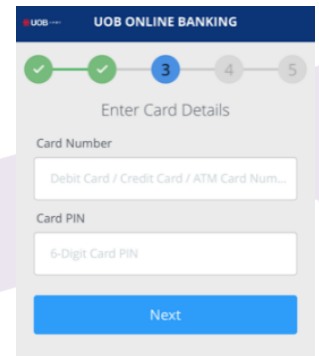 UOB
UOB ONLINE BANKING
3 4 5
Enter Card Details
Card Number
Debit Card / Credit Card / ATM Card Num...
Card PIN
6-Digit Card PIN
Next